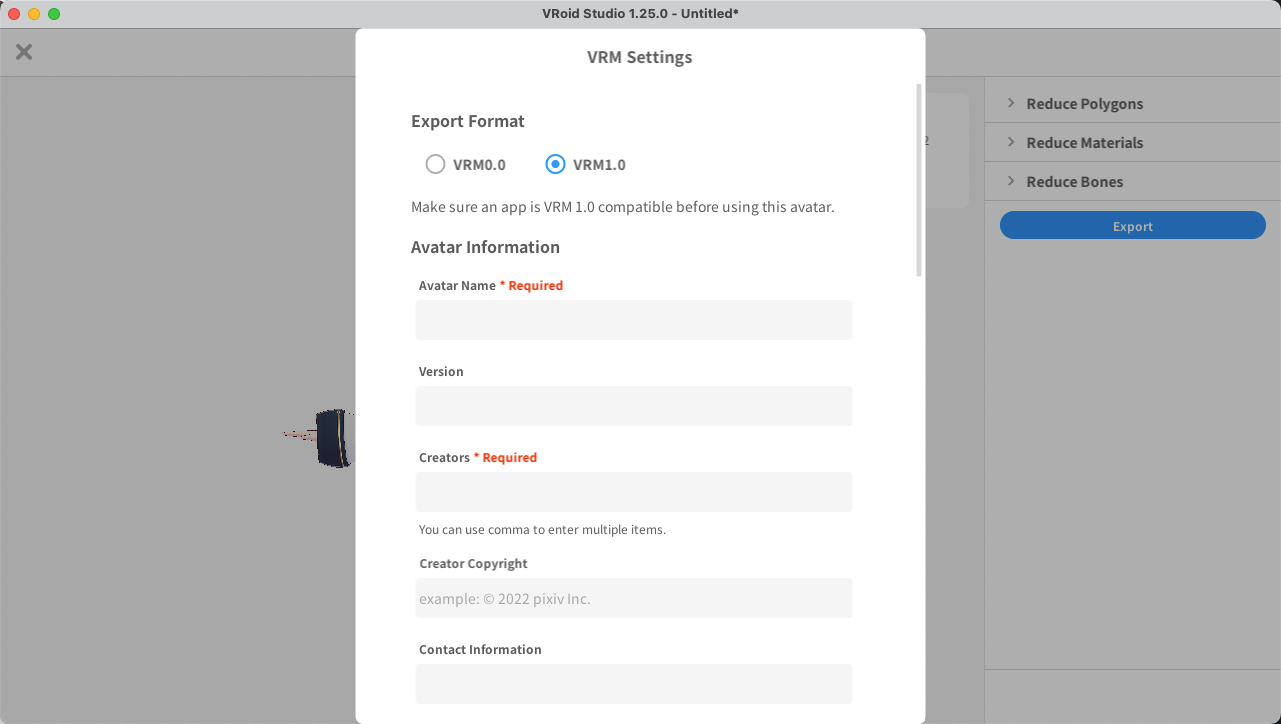 VRoid Studio 1.25.0 - Untitled*
VRM Settings
Export Format
VRM0.0
VRM1.0
Make sure an app is VRM 1.0 compatible before using this avatar.
Avatar Information
Avatar Name * Required
Version
Creators * Required
You can use comma to enter multiple items.
Creator Copyright
example: © 2022 pixiv Inc.
Contact Information
2
Reduce Polygons
Reduce Materials
Reduce Bones
Export